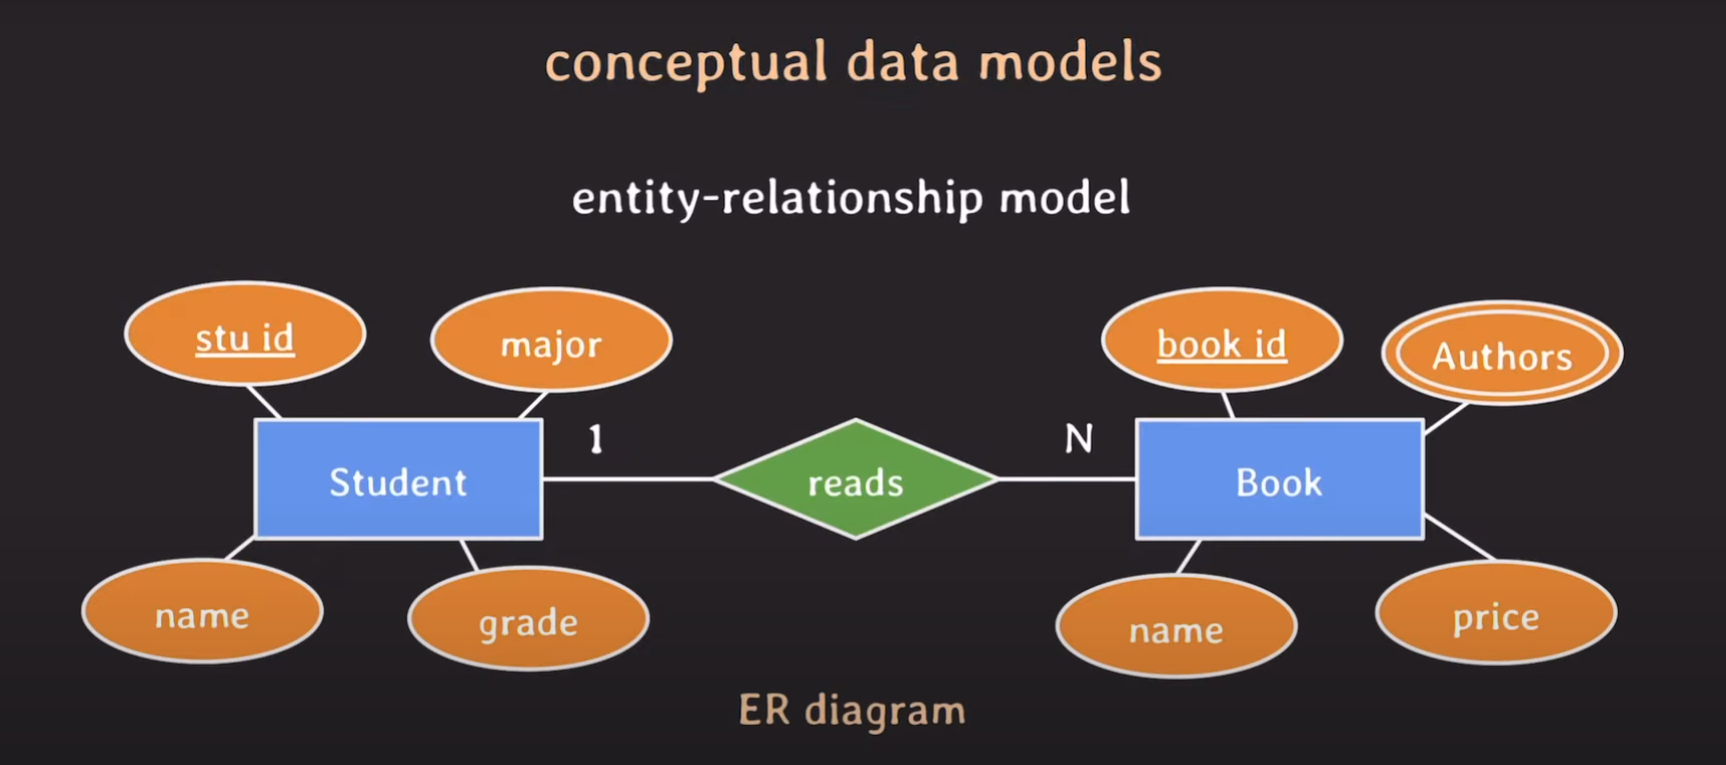 conceptual data models
entity-relationship model
stu id
major
book id
Authors
Student
1
reads
N
Book
name
grade
name
price
ER diagram